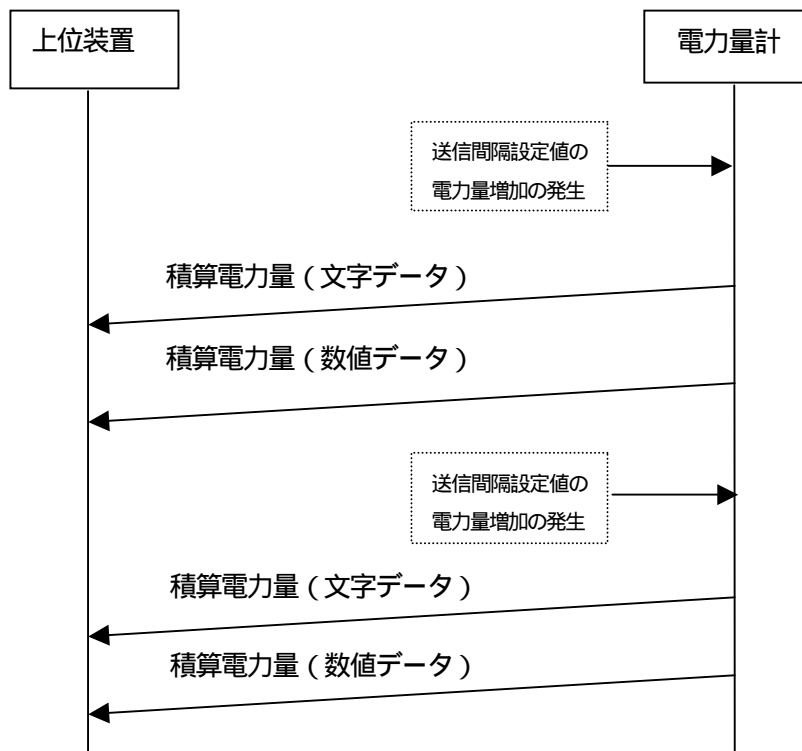 上位装置
電力量計
送信間隔設定値の
電力量増加の発生
積算電力量（文字データ）
積算電力量（数値データ）
送信間隔設定値の
電力量増加の発生
積算電力量（文字データ）
積算電力量（数値データ）